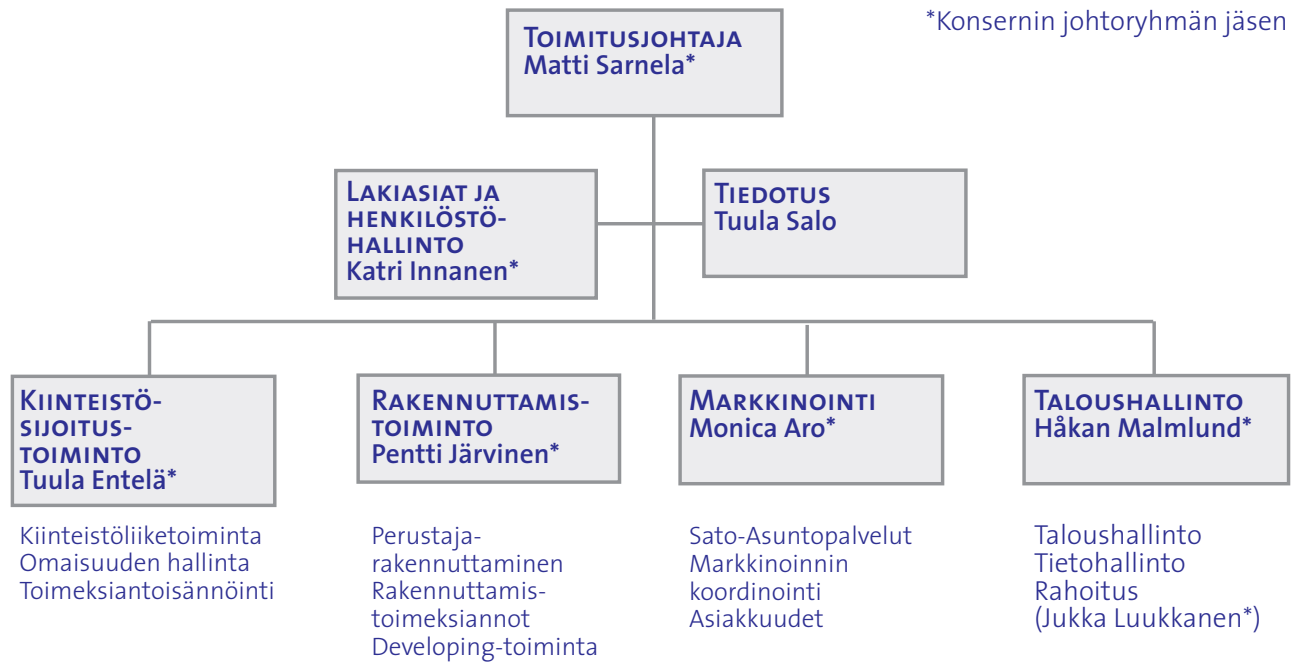 *Konsernin johtoryhmän jäsen
TOIMITUSJOHTAJA
Matti Sarnela*
LAKIASIAT JA
HENKILÖSTÖ-
HALLINTO
Katri Innanen*
TIEDOTUS
Tuula Salo
KIINTEISTÖ-
SIJOITUS-
TOIMINTO
Tuula Entelä*
Kiinteistöliiketoiminta
Omaisuuden hallinta
Toimeksiantoisännöinti
RAKENNUTTAMIS-
TOIMINTO
Pentti Järvinen*
Perustaja-
rakennuttaminen
Rakennuttamis-
toimeksiannot
Developing-toiminta
MARKKINOINTI
Monica Aro*
Sato-Asuntopalvelut
Markkinoinnin
koordinointi
Asiakkuudet
TALOUSHALLINTO
Håkan Malmlund*
Taloushallinto
Tietohallinto
Rahoitus
(Jukka Luukkanen*)